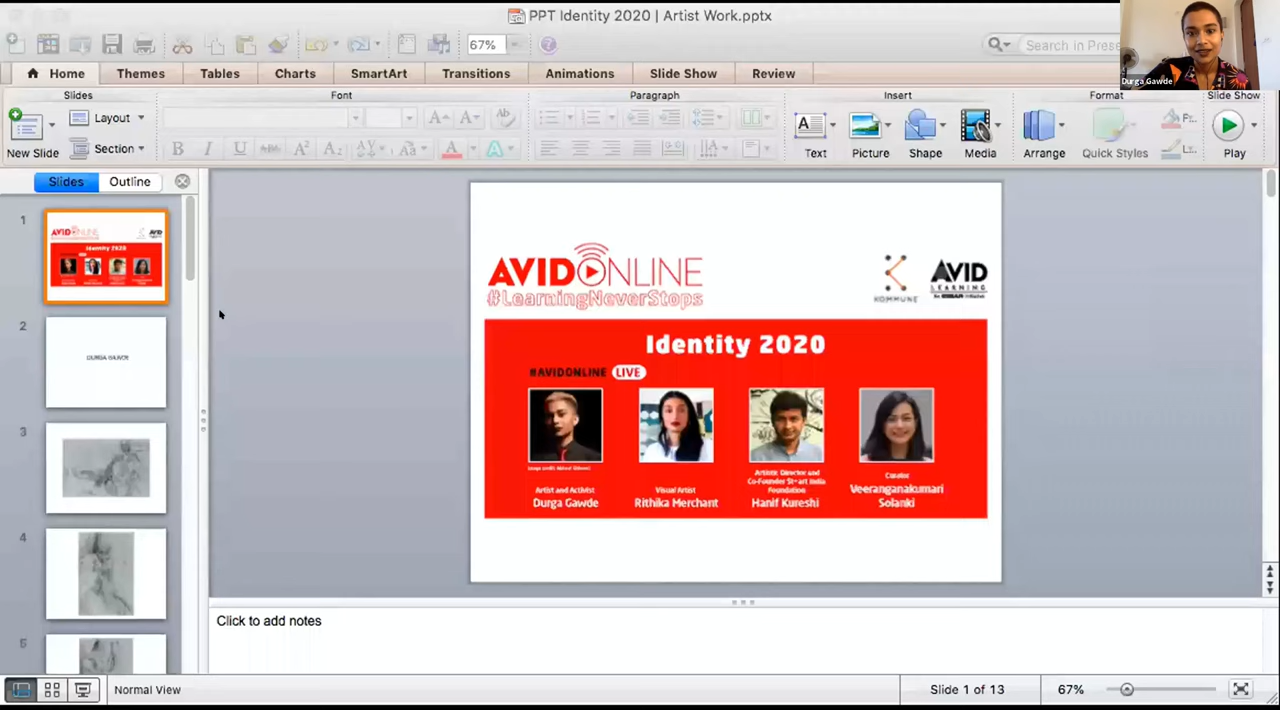 PPT Identity 2020 | Artist Work.pptx
67%
Search in Prese
Durga Gawde
Home
Themes
Tables
Charts
SmartArt
Transitions
Animations
Slide Show
Review
Slides
Font
Paragraph
Insert
Format
Slide Show
New Slide
Layout
Section
Text
Picture
Shape
Media
Arrange
Quick Styles
Play
Slides
Outline
1
2
3
4
5
AVIDONLINE
#LearningNeverStops
KOMMUNE
AVID
LEARNING
Identity 2020
#AVIDONLINE LIVE
Artist and Activist
Durga Gawde
Visual Artist
Rithika Merchant
Artistic Director and
Co-Founder St+art India
Foundation
Hanif Kureshi
Curator
Veeranganakumari
Solanki
Click to add notes
Normal View
Slide 1 of 13
67%